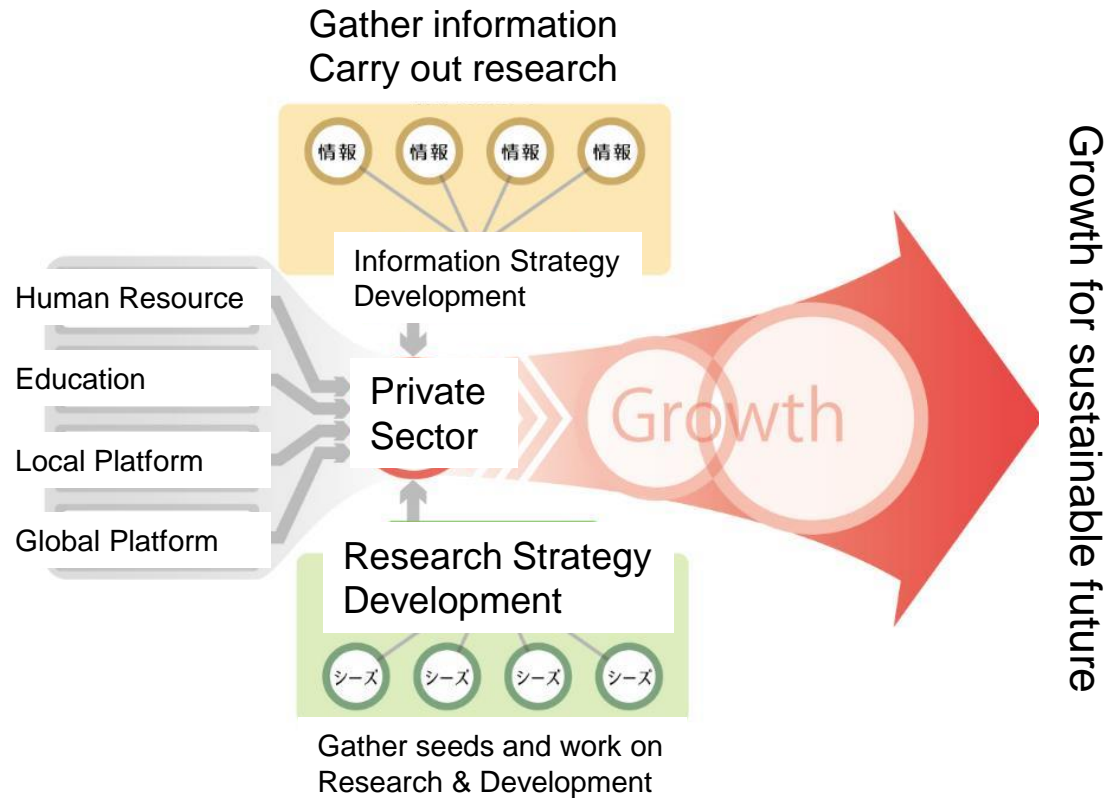 Gather information
Carry out research
情報 情報 情報 情報
Information Strategy
Development
Human Resource
Education
Local Platform
Global Platform
Private
Sector
Growth
Research Strategy
Development
シーズ シーズ シーズ シーズ
Gather seeds and work on
Research & Development
Growth for sustainable future